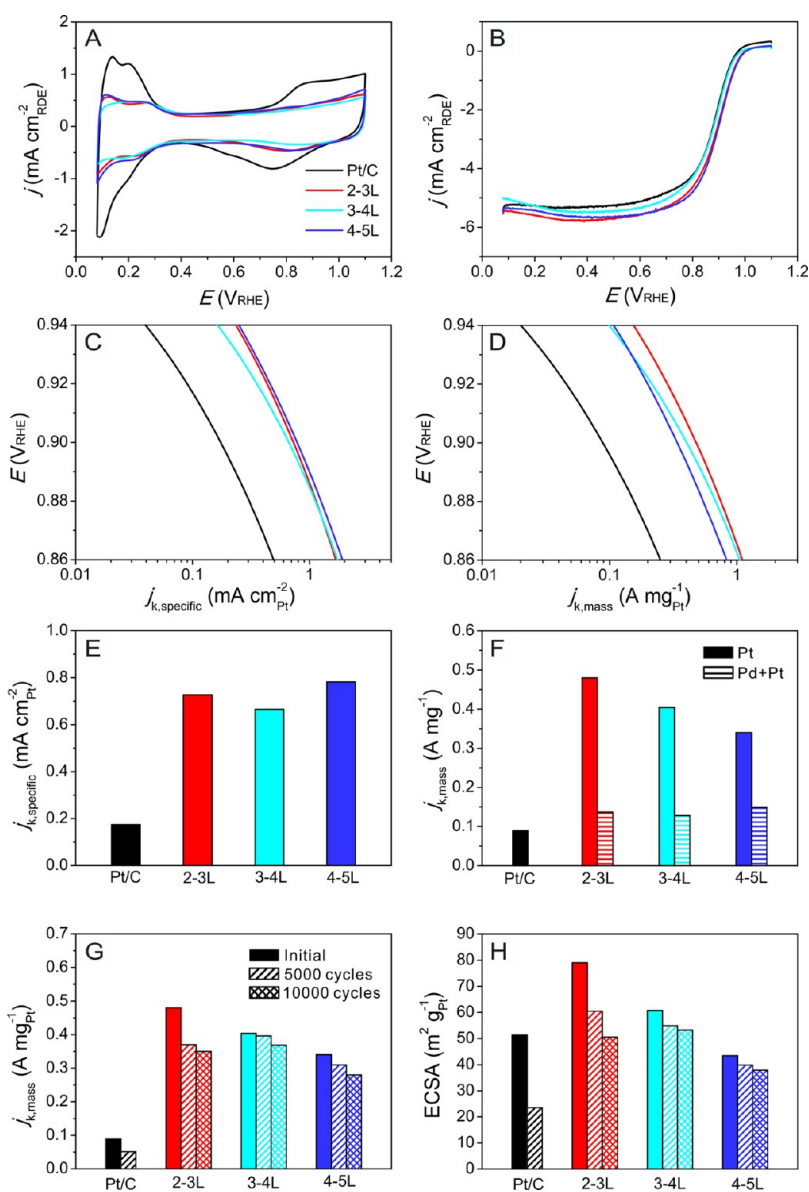 A
j (mA cm⁻²RDE)
2
1
0
-1
-2
Pt/C
2-3L
3-4L
4-5L
0.0 0.2 0.4 0.6 0.8 1.0 1.2
E (VRHE)
B
j (mA cm⁻²RDE)
0
-2
-4
-6
0.0 0.2 0.4 0.6 0.8 1.0 1.2
E (VRHE)
C
E (VRHE)
0.94
0.92
0.90
0.88
0.86
0.01 0.1 1
jk,specific (mA cm⁻²Pt)
D
E (VRHE)
0.94
0.92
0.90
0.88
0.86
0.01 0.1 1
jk,mass (A mg⁻¹Pt)
E
jk,specific (mA cm⁻²Pt)
1.0
0.8
0.6
0.4
0.2
0.0
Pt/C 2-3L 3-4L 4-5L
F
jk,mass (A mg⁻¹)
0.6
0.5
0.4
0.3
0.2
0.1
0.0
Pt
Pd+Pt
Pt/C 2-3L 3-4L 4-5L
G
jk,mass (A mg⁻¹Pt)
0.7
0.6
0.5
0.4
0.3
0.2
0.1
0.0
Initial
5000 cycles
10000 cycles
Pt/C 2-3L 3-4L 4-5L
H
ECSA (m² g⁻¹Pt)
90
80
70
60
50
40
30
20
10
0
Pt/C 2-3L 3-4L 4-5L